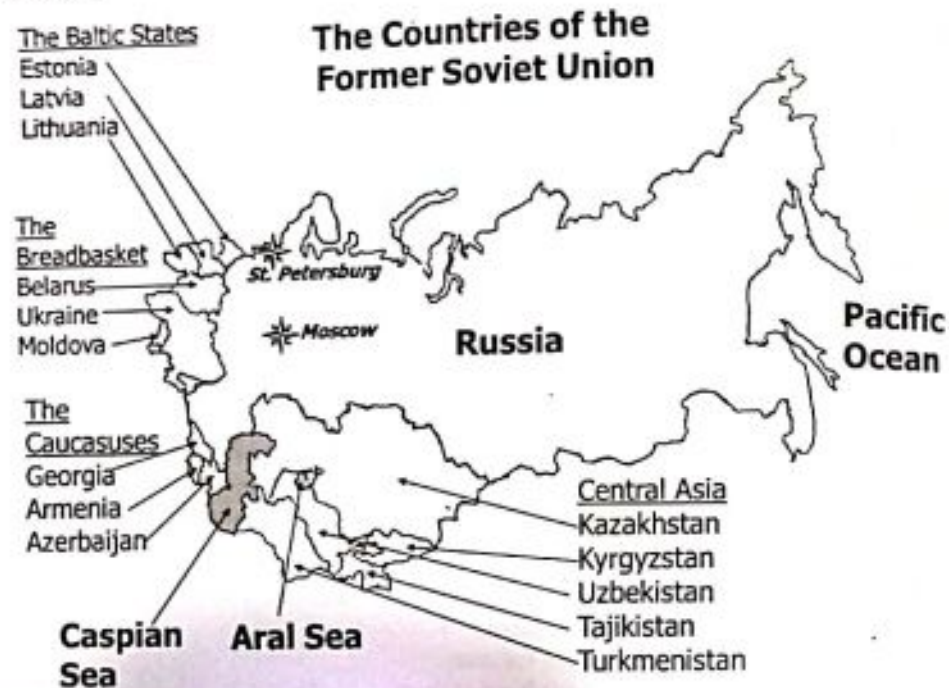 The Countries of the
Former Soviet Union
The Baltic States
Estonia
Latvia
Lithuania
The
Breadbasket
Belarus
Ukraine
Moldova
The
Caucasuses
Georgia
Armenia
Azerbaijan
St. Petersburg
Moscow
Russia
Pacific
Ocean
Central Asia
Kazakhstan
Kyrgyzstan
Uzbekistan
Tajikistan
Turkmenistan
Caspian
Sea
Aral Sea